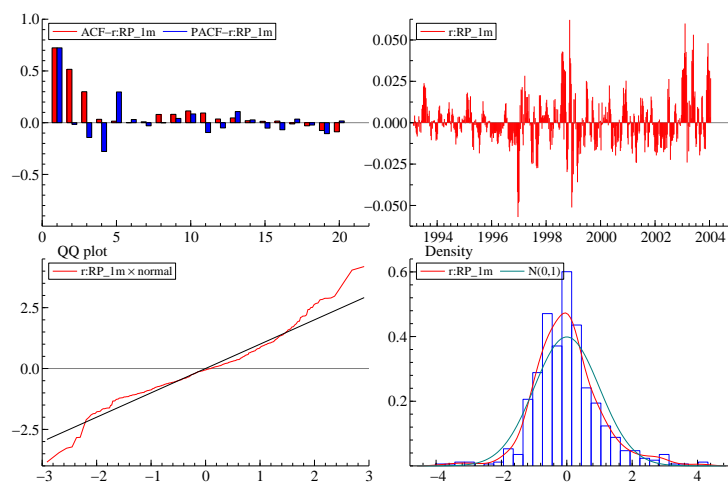 ACF−r:RP_1m PACF−r:RP_1m
1.0
0.5
0.0
−0.5
0 5 10 15 20
r:RP_1m
0.050
0.025
0.000
−0.025
−0.050
1994 1996 1998 2000 2002 2004
QQ plot
r:RP_1m × normal
2.5
0.0
−2.5
−3 −2 −1 0 1 2 3
Density
r:RP_1m N(0,1)
0.6
0.4
0.2
−4 −2 0 2 4